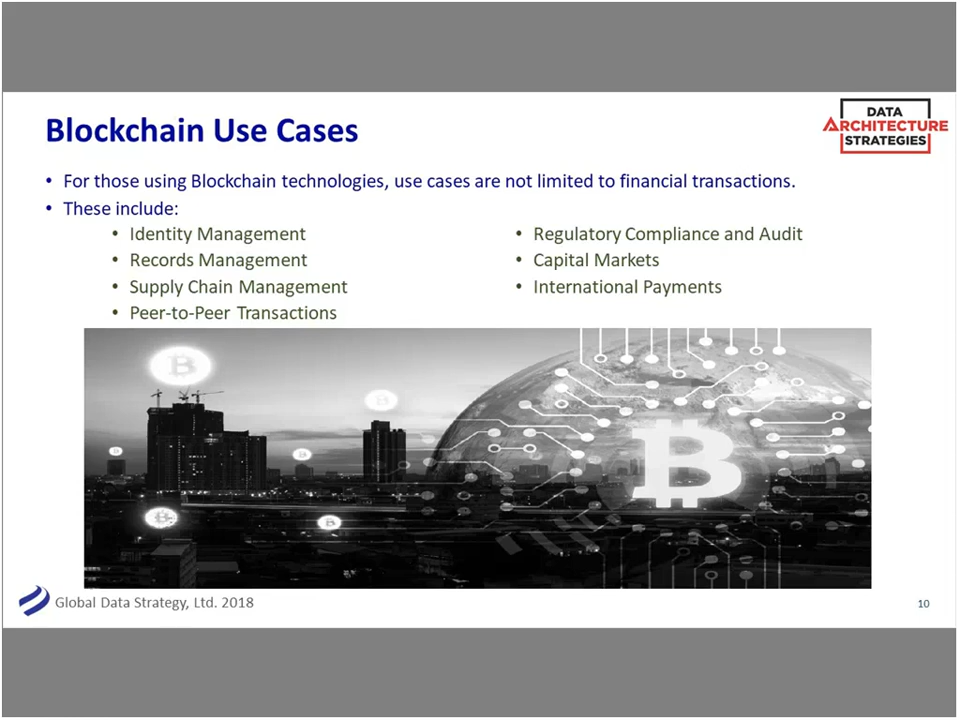 Blockchain Use Cases
DATA
ARCHITECTURE
STRATEGIES
• For those using Blockchain technologies, use cases are not limited to financial transactions.
• These include:
• Identity Management
• Records Management
• Supply Chain Management
• Peer-to-Peer Transactions
• Regulatory Compliance and Audit
• Capital Markets
• International Payments
Global Data Strategy, Ltd. 2018
10